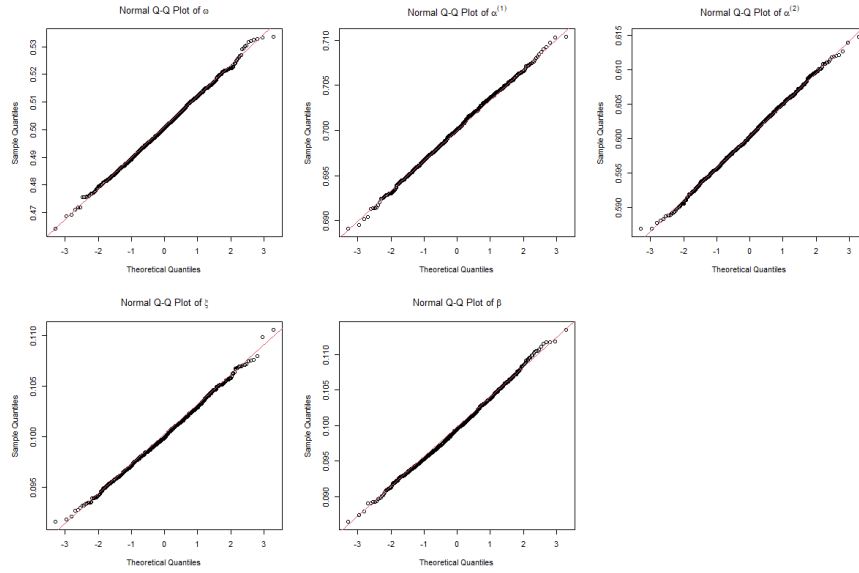 Normal Q-Q Plot of ω
Sample Quantiles
0.53
0.52
0.51
0.50
0.49
0.48
0.47
-3 -2 -1 0 1 2 3
Theoretical Quantiles
Normal Q-Q Plot of α⁽¹⁾
Sample Quantiles
0.710
0.705
0.700
0.695
0.690
-3 -2 -1 0 1 2 3
Theoretical Quantiles
Normal Q-Q Plot of α⁽²⁾
Sample Quantiles
0.615
0.610
0.605
0.600
0.595
0.590
-3 -2 -1 0 1 2 3
Theoretical Quantiles
Normal Q-Q Plot of ξ
Sample Quantiles
0.110
0.105
0.100
0.095
-3 -2 -1 0 1 2 3
Theoretical Quantiles
Normal Q-Q Plot of β
Sample Quantiles
0.110
0.105
0.100
0.095
0.090
-3 -2 -1 0 1 2 3
Theoretical Quantiles